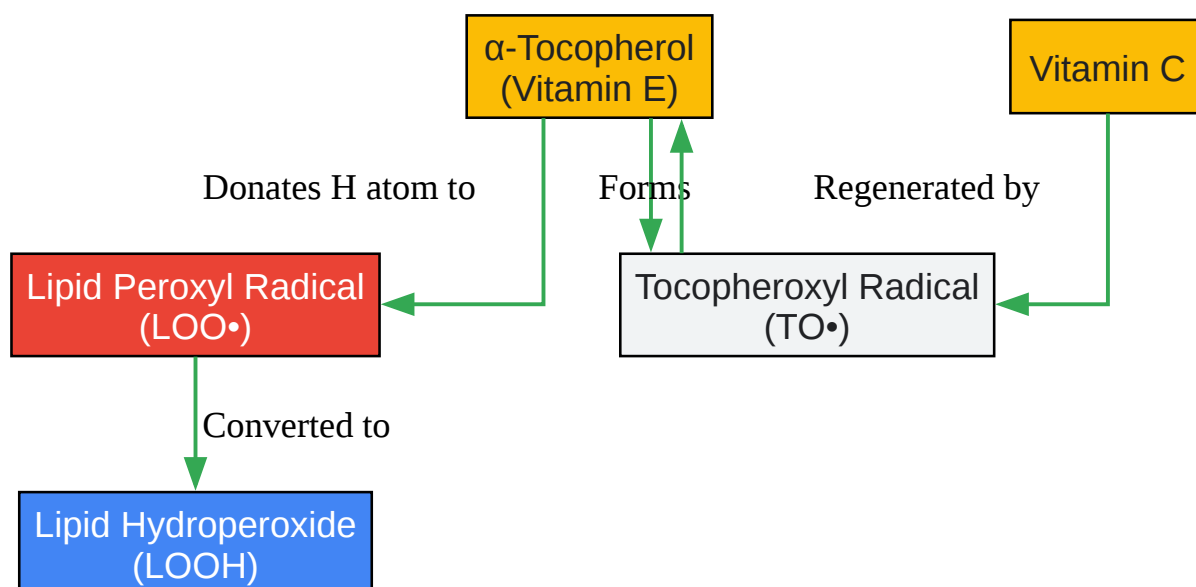 α-Tocopherol
(Vitamin E)
Vitamin C
Donates H atom to
Forms
Regenerated by
Lipid Peroxyl Radical
(LOO•)
Tocopheroxyl Radical
(TO•)
Converted to
Lipid Hydroperoxide
(LOOH)